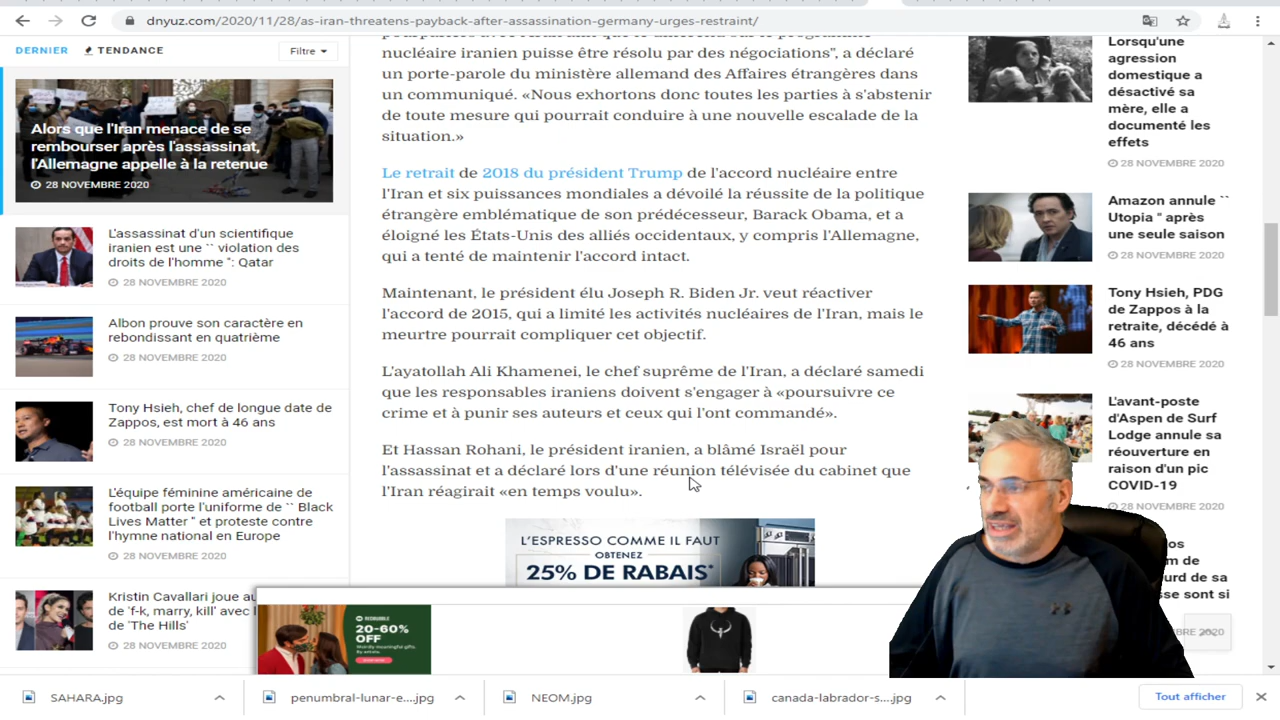 dnyuz.com/2020/11/28/as-iran-threatens-payback-after-assassination-germany-urges-restraint/
DERNIER
TENDANCE
Filtre
Alors que l'Iran menace de se
rembourser après l'assassinat,
l'Allemagne appelle à la retenue
28 NOVEMBRE 2020
L'assassinat d'un scientifique
iranien est une `` violation des
droits de l'homme ": Qatar
28 NOVEMBRE 2020
Albon prouve son caractère en
rebondissant en quatrième
28 NOVEMBRE 2020
Tony Hsieh, chef de longue date de
Zappos, est mort à 46 ans
28 NOVEMBRE 2020
L'équipe féminine américaine de
football porte l'uniforme de `` Black
Lives Matter " et proteste contre
l'hymne national en Europe
28 NOVEMBRE 2020
Kristin Cavallari joue au
de 'f-k, marry, kill' avec l
de 'The Hills'
28 NOVEMBRE 2020
nucléaire iranien puisse être résolu par des négociations", a déclaré
un porte-parole du ministère allemand des Affaires étrangères dans
un communiqué. «Nous exhortons donc toutes les parties à s'abstenir
de toute mesure qui pourrait conduire à une nouvelle escalade de la
situation.»
Le retrait de 2018 du président Trump de l'accord nucléaire entre
l'Iran et six puissances mondiales a dévoilé la réussite de la politique
étrangère emblématique de son prédécesseur, Barack Obama, et a
éloigné les États-Unis des alliés occidentaux, y compris l'Allemagne,
qui a tenté de maintenir l'accord intact.
Maintenant, le président élu Joseph R. Biden Jr. veut réactiver
l'accord de 2015, qui a limité les activités nucléaires de l'Iran, mais le
meurtre pourrait compliquer cet objectif.
L'ayatollah Ali Khamenei, le chef suprême de l'Iran, a déclaré samedi
que les responsables iraniens doivent s'engager à «poursuivre ce
crime et à punir ses auteurs et ceux qui l'ont commandé».
Et Hassan Rohani, le président iranien, a blâmé Israël pour
l'assassinat et a déclaré lors d'une réunion télévisée du cabinet que
l'Iran réagirait «en temps voulu».
L'ESPRESSO COMME IL FAUT
OBTENEZ
25% DE RABAIS*
REDBUBBLE
20-60%
OFF
Lorsqu'une
agression
domestique a
désactivé sa
mère, elle a
documenté les
effets
28 NOVEMBRE 2020
Amazon annule ``
Utopia " après
une seule saison
28 NOVEMBRE 2020
Tony Hsieh, PDG
de Zappos à la
retraite, décédé à
46 ans
28 NOVEMBRE 2020
L'avant-poste
d'Aspen de Surf
Lodge annule sa
réouverture en
raison d'un pic
COVID-19
28 NOVEMBRE 2020
os
m de
urd de sa
sse sont si
BRE 2020
SAHARA.jpg
penumbral-lunar-e....jpg
NEOM.jpg
canada-labrador-s....jpg
Tout afficher